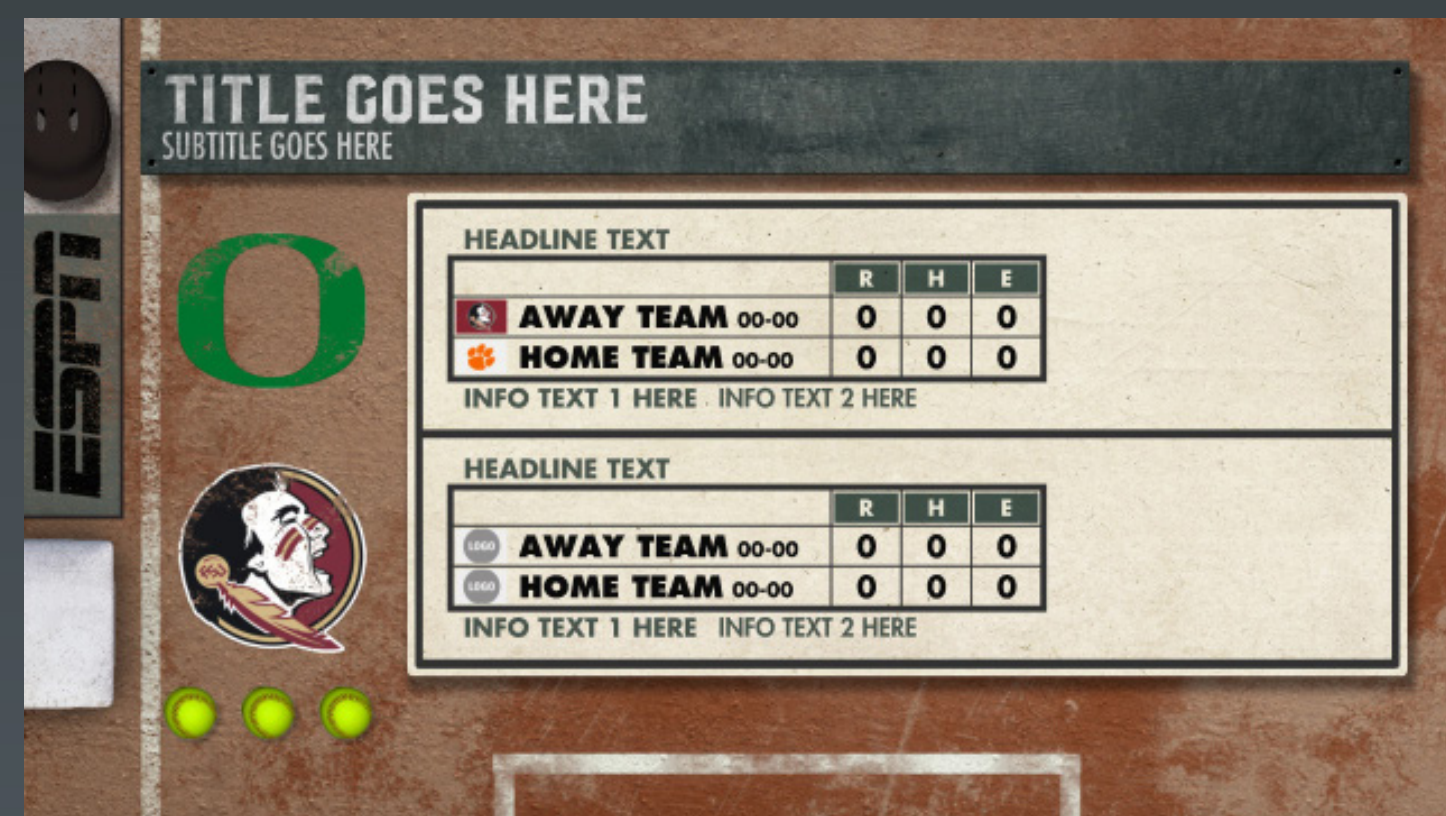 TITLE GOES HERE
SUBTITLE GOES HERE
ESPN
HEADLINE TEXT
R H E
AWAY TEAM 00-00 0 0 0
HOME TEAM 00-00 0 0 0
INFO TEXT 1 HERE INFO TEXT 2 HERE
HEADLINE TEXT
R H E
LOGO AWAY TEAM 00-00 0 0 0
LOGO HOME TEAM 00-00 0 0 0
INFO TEXT 1 HERE INFO TEXT 2 HERE
O